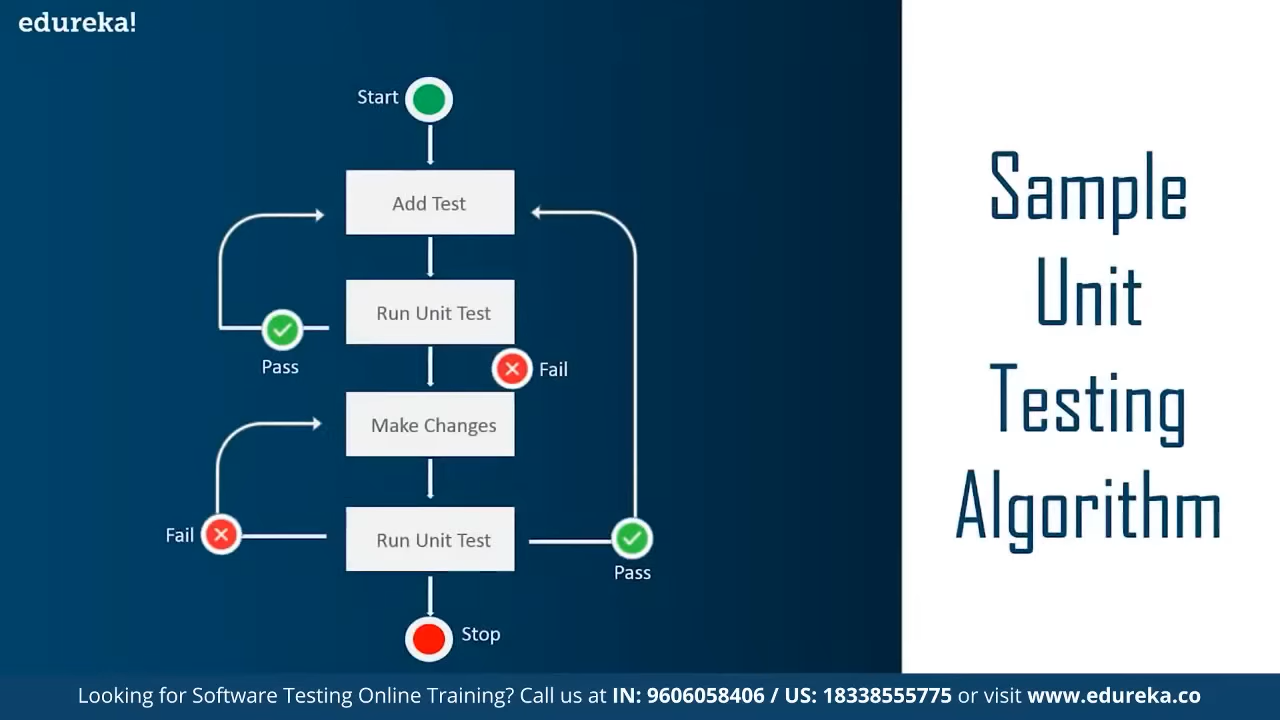 edureka!
Start
Add Test
Run Unit Test
Pass
Fail
Make Changes
Fail
Run Unit Test
Pass
Stop
Sample
Unit
Testing
Algorithm
Looking for Software Testing Online Training? Call us at IN: 9606058406 / US: 18338555775 or visit www.edureka.co